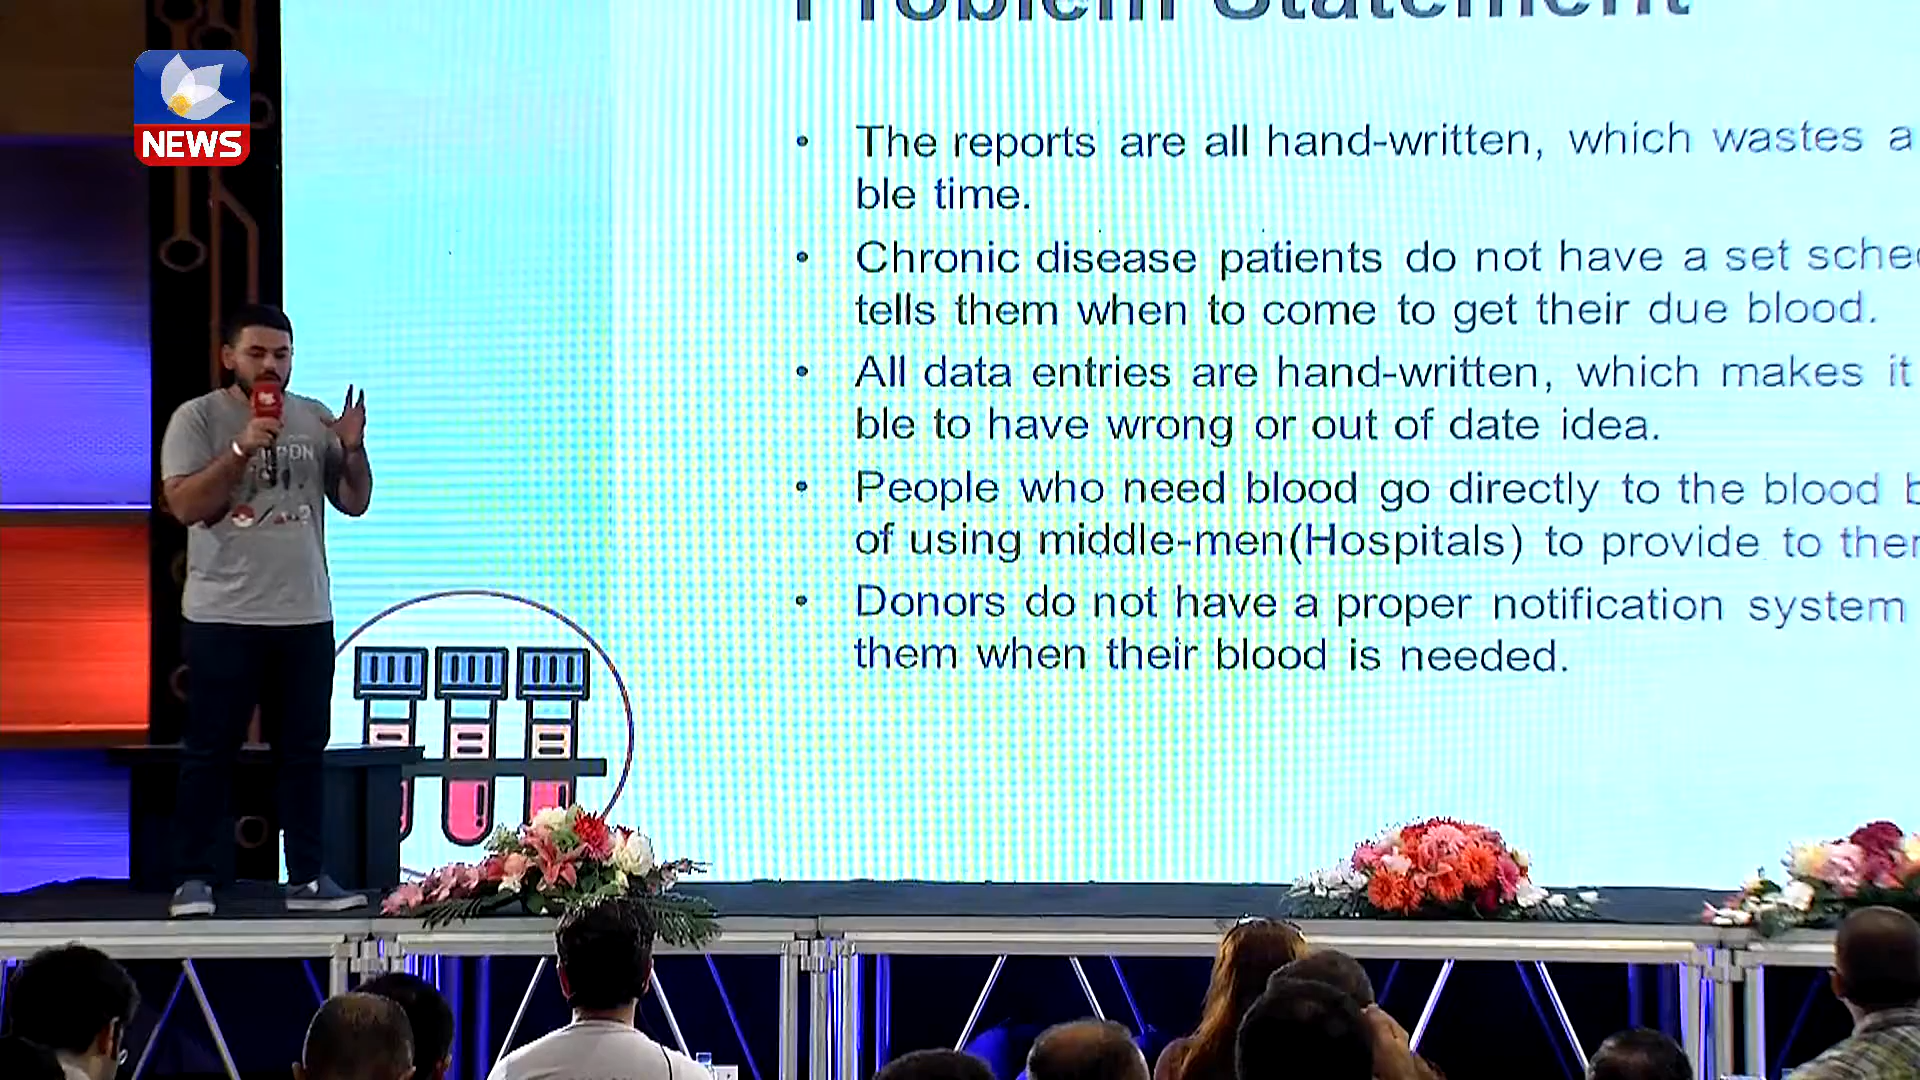 NEWS
Problem Statement
• The reports are all hand-written, which wastes a
ble time.
• Chronic disease patients do not have a set sche
tells them when to come to get their due blood.
• All data entries are hand-written, which makes it
ble to have wrong or out of date idea.
• People who need blood go directly to the blood b
of using middle-men(Hospitals) to provide to the
• Donors do not have a proper notification system
them when their blood is needed.